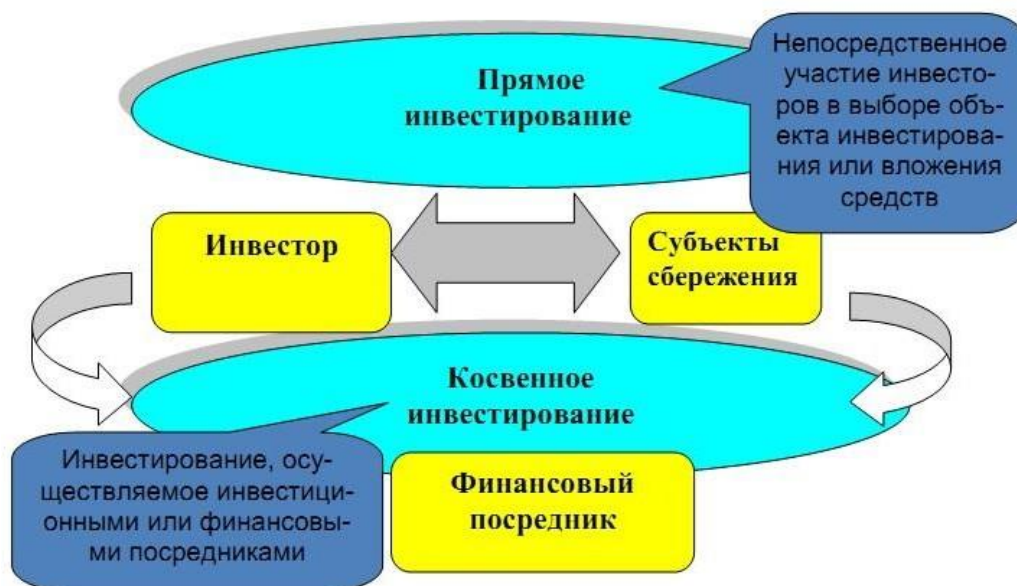 Прямое
инвестирование
Непосредственное
участие инвесто-
ров в выборе объ-
екта инвестирова-
ния или вложения
средств
Инвестор
Субъекты
сбережения
Косвенное
инвестирование
Инвестирование, осу-
ществляемое инвестици-
онными или финансовы-
ми посредниками
Финансовый
посредник